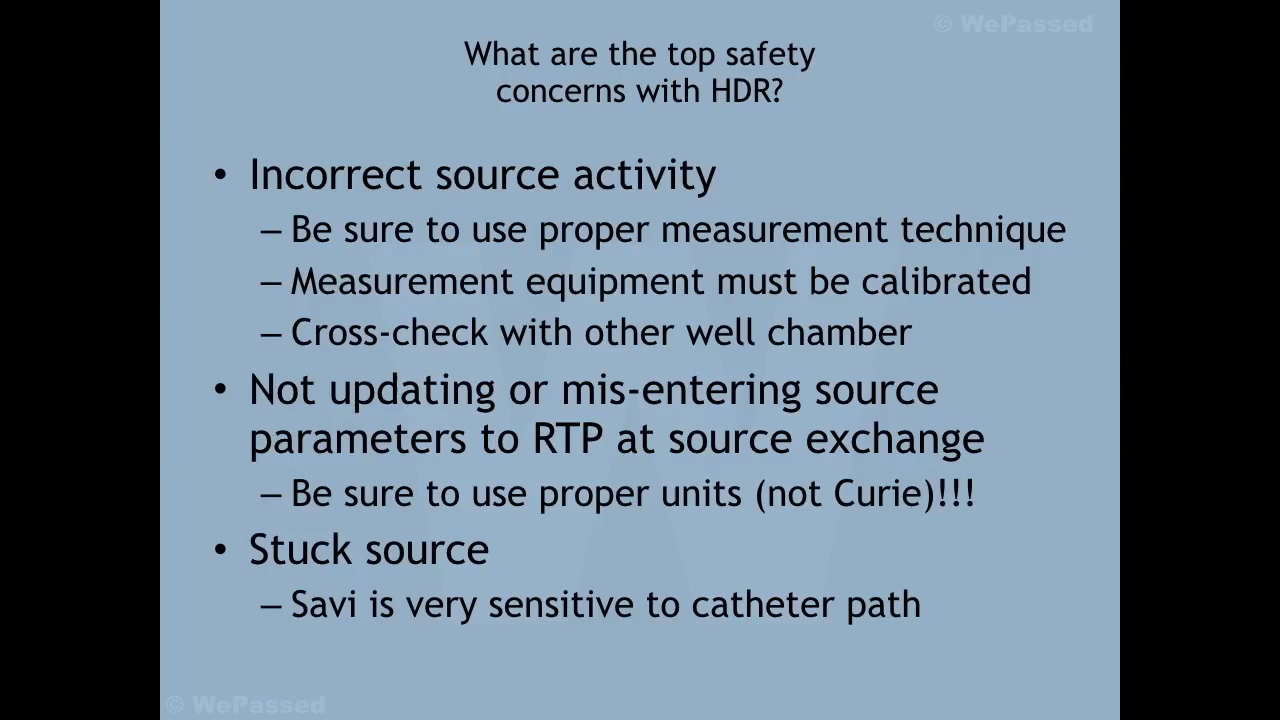 © WePassed
What are the top safety
concerns with HDR?
• Incorrect source activity
– Be sure to use proper measurement technique
– Measurement equipment must be calibrated
– Cross-check with other well chamber
• Not updating or mis-entering source
parameters to RTP at source exchange
– Be sure to use proper units (not Curie)!!!
• Stuck source
– Savi is very sensitive to catheter path
© WePassed